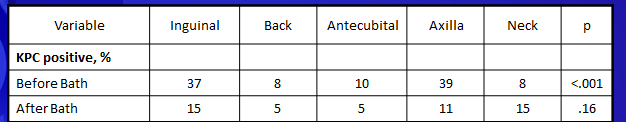 Variable Inguinal Back Antecubital Axilla Neck p
KPC positive, %
Before Bath 37 8 10 39 8 <.001
After Bath 15 5 5 11 15 .16